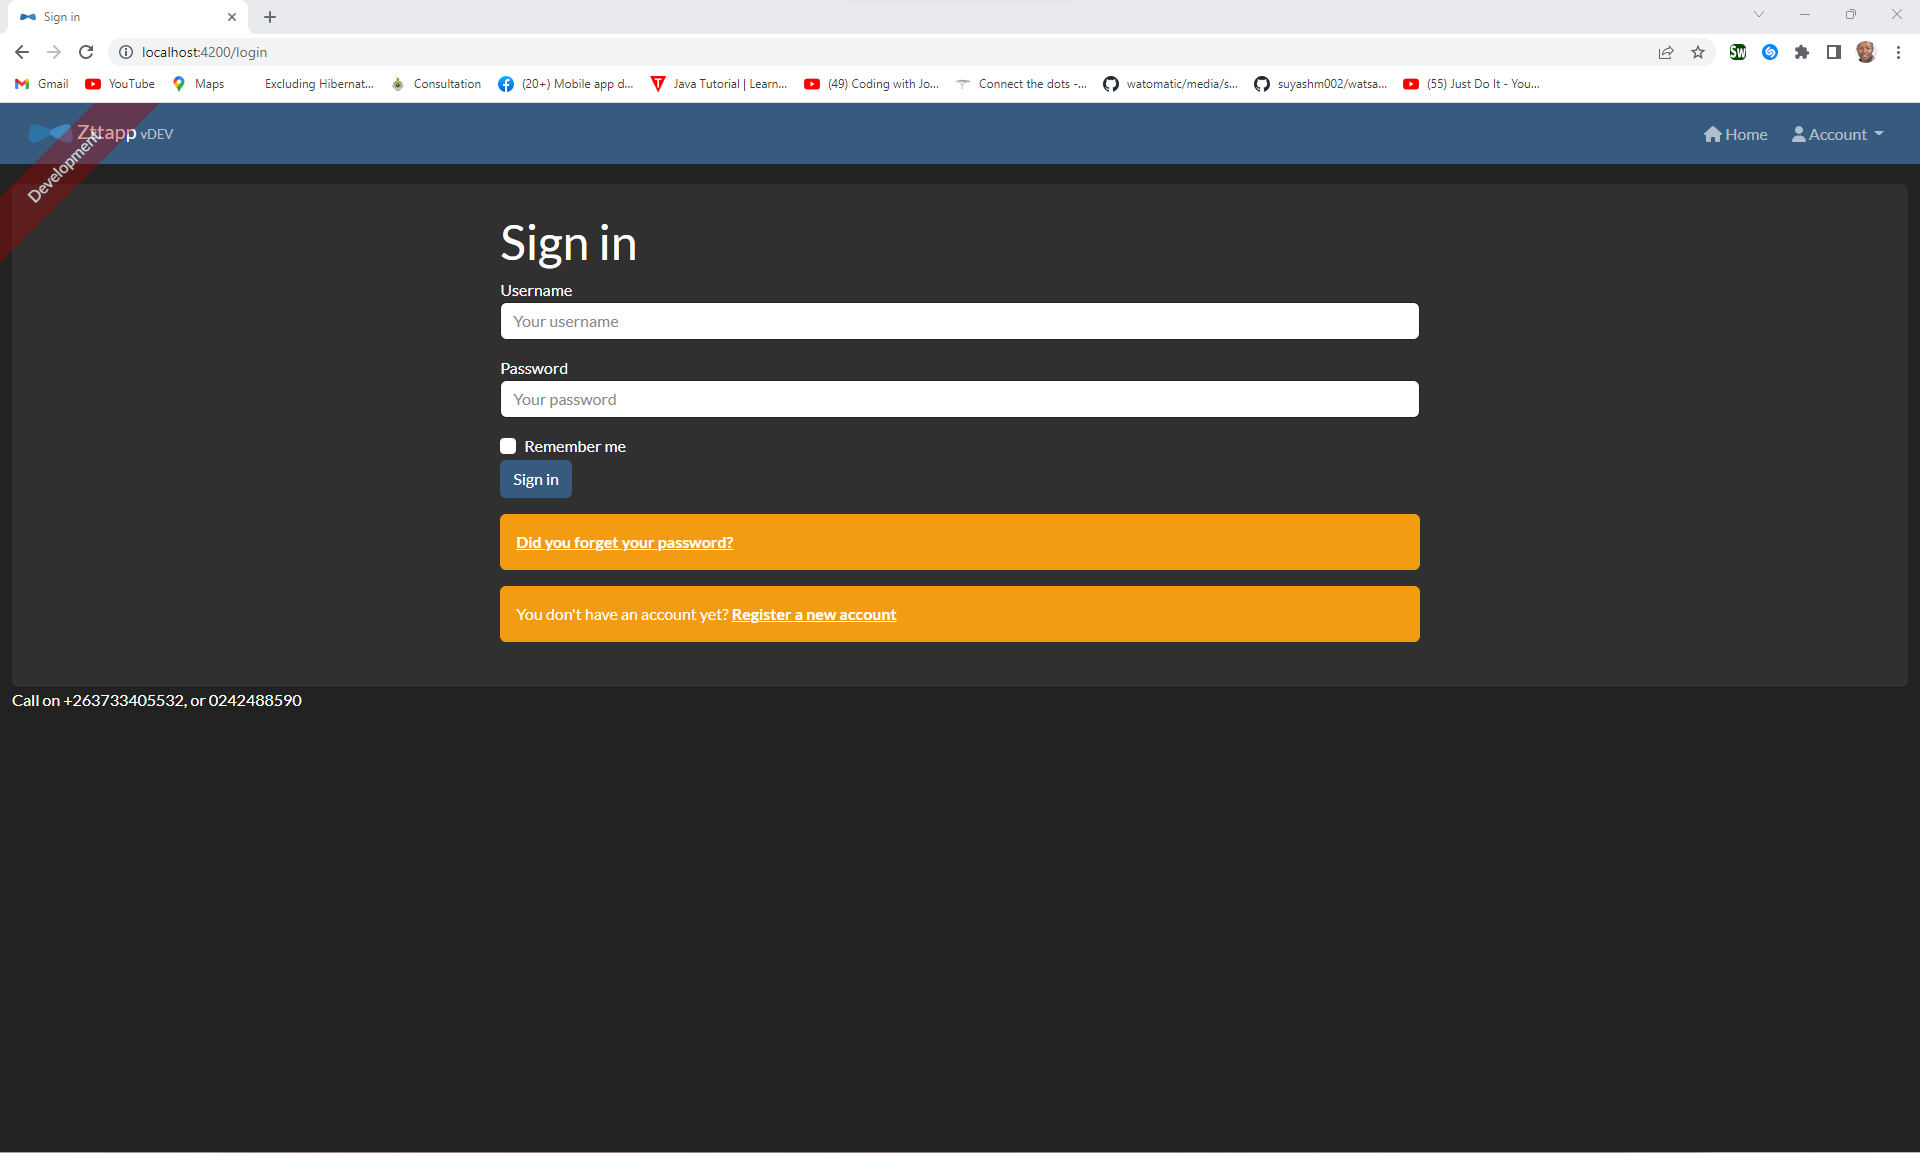 Sign in
localhost:4200/login
Gmail
YouTube
Maps
Excluding Hibernat...
Consultation
(20+) Mobile app d...
Java Tutorial | Learn...
(49) Coding with Jo...
Connect the dots -...
watomatic/media/s...
suyashm002/watsa...
(55) Just Do It - You...
SW
Zttapp vDEV
Development
Home
Account
Sign in
Username
Your username
Password
Your password
Remember me
Sign in
Did you forget your password?
You don't have an account yet? Register a new account
Call on +263733405532, or 0242488590